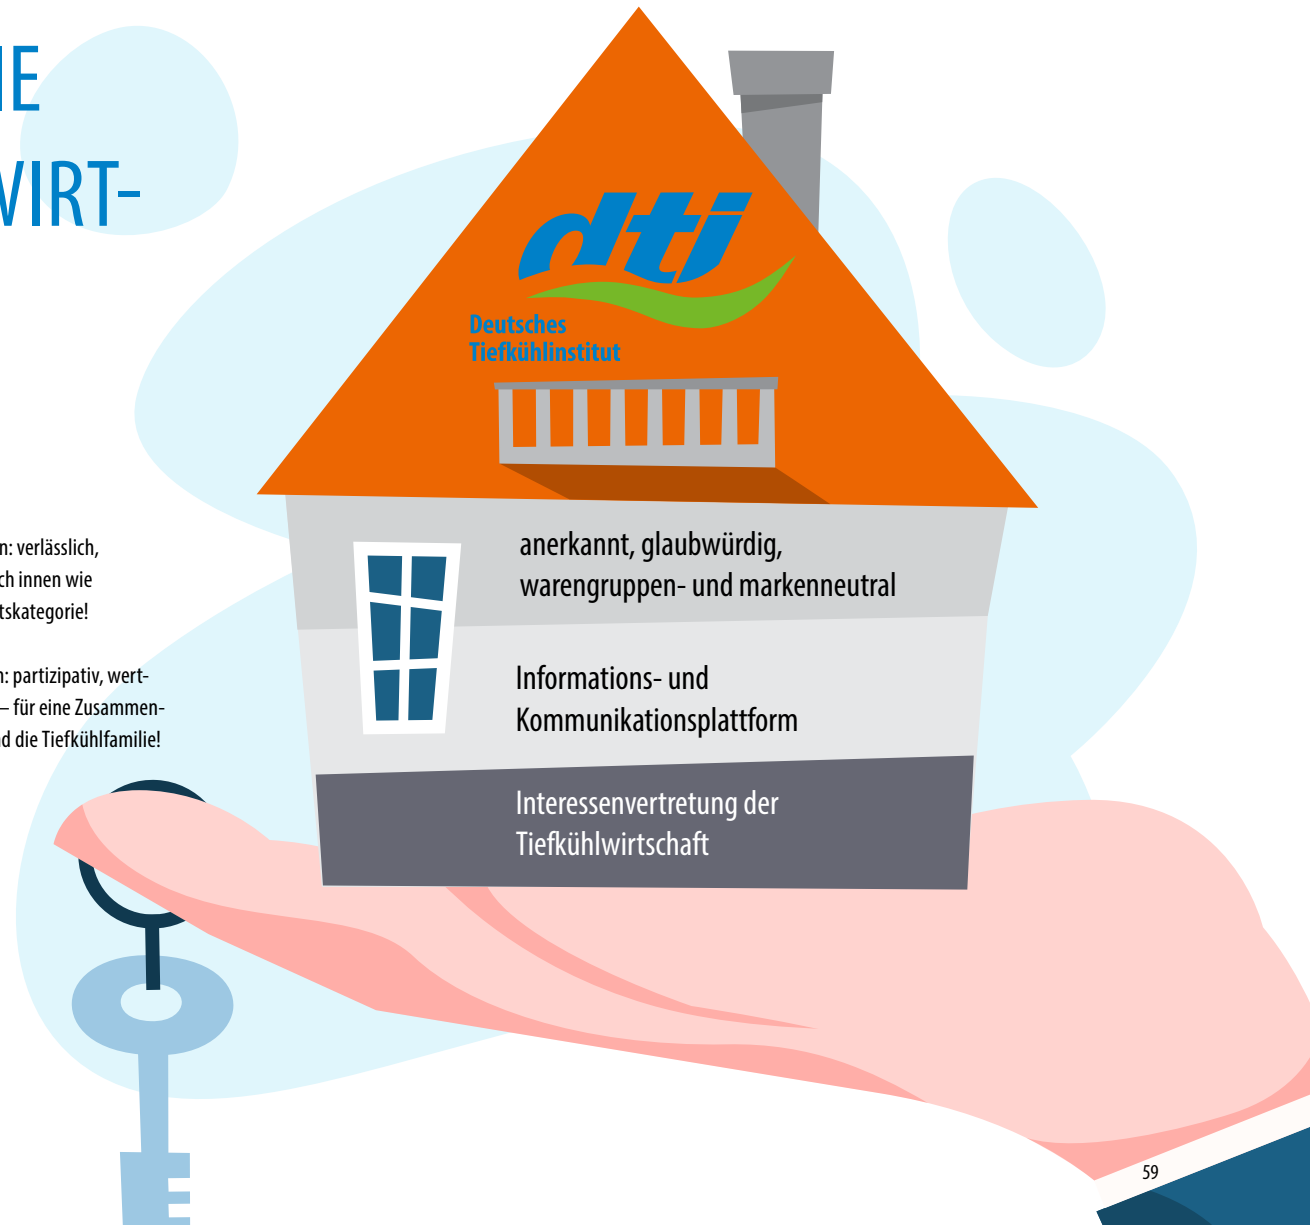 IE
WIRT-
n: verlässlich,
ch innen wie
tskategorie!
n: partizipativ, wert-
– für eine Zusammen-
d die Tiefkühlfamilie!
dti
Deutsches
Tiefkühlinstitut
anerkannt, glaubwürdig,
warengruppen- und markenneutral
Informations- und
Kommunikationsplattform
Interessenvertretung der
Tiefkühlwirtschaft
59